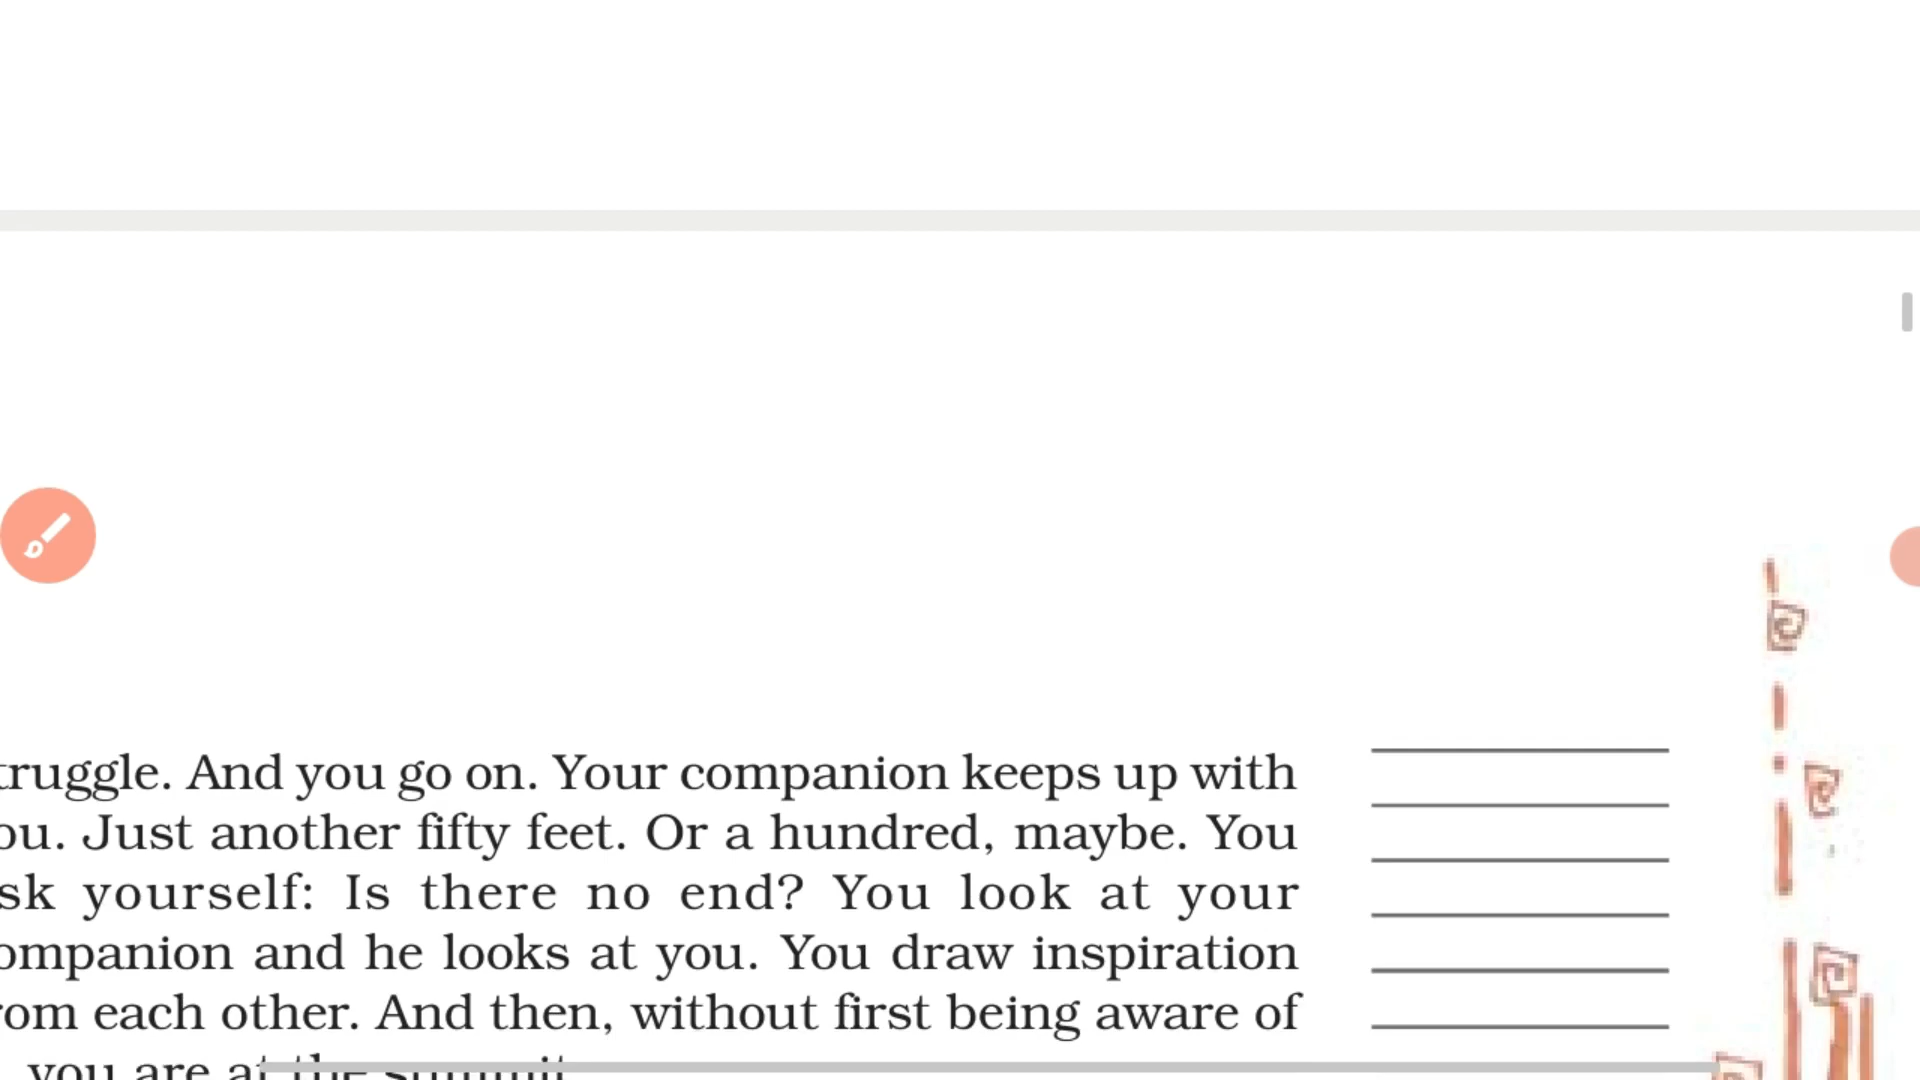 truggle. And you go on. Your companion keeps up with
ou. Just another fifty feet. Or a hundred, maybe. You
sk yourself: Is there no end? You look at your
ompanion and he looks at you. You draw inspiration
rom each other. And then, without first being aware of
you are at the summit